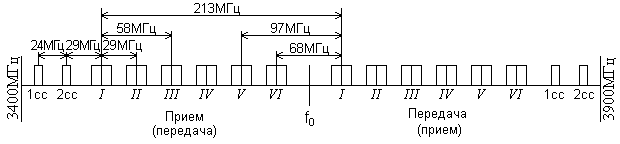 213МГц
58МГц 97МГц
24МГц 29МГц 29МГц 68МГц
3400МГц 1сс 2сс I II III IV V VI f₀ I II III IV V VI 1сс 2сс 3900МГц
Прием Передача
(передача) (прием)